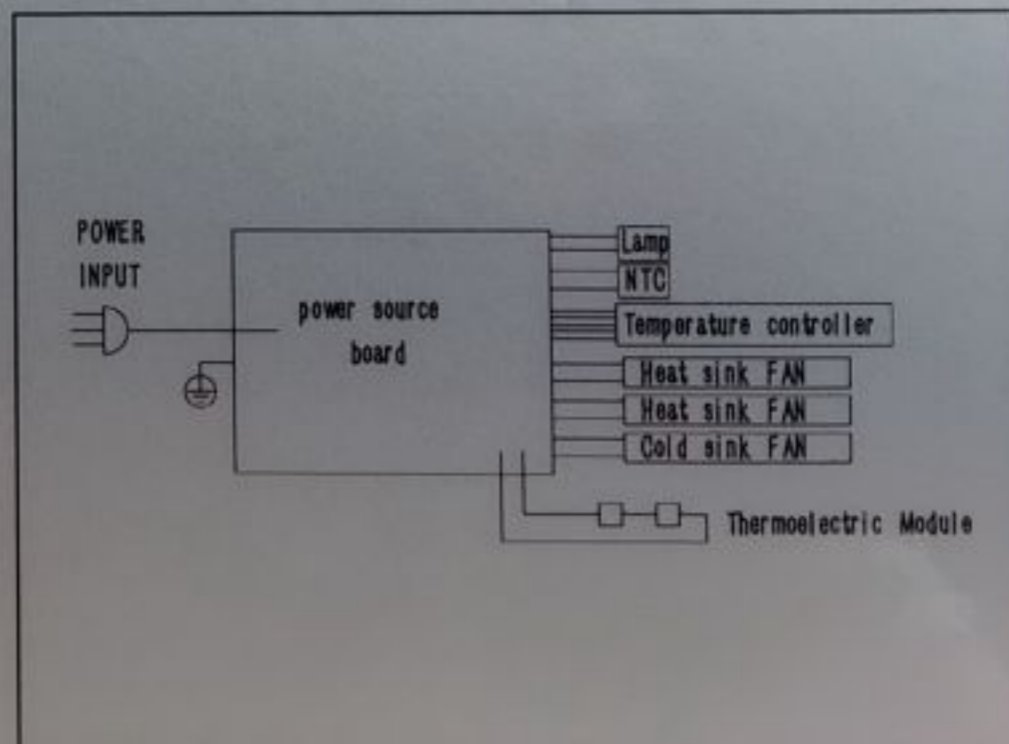 POWER
INPUT
power source
board
Lamp
NTC
Temperature controller
Heat sink FAN
Heat sink FAN
Cold sink FAN
Thermoelectric Module